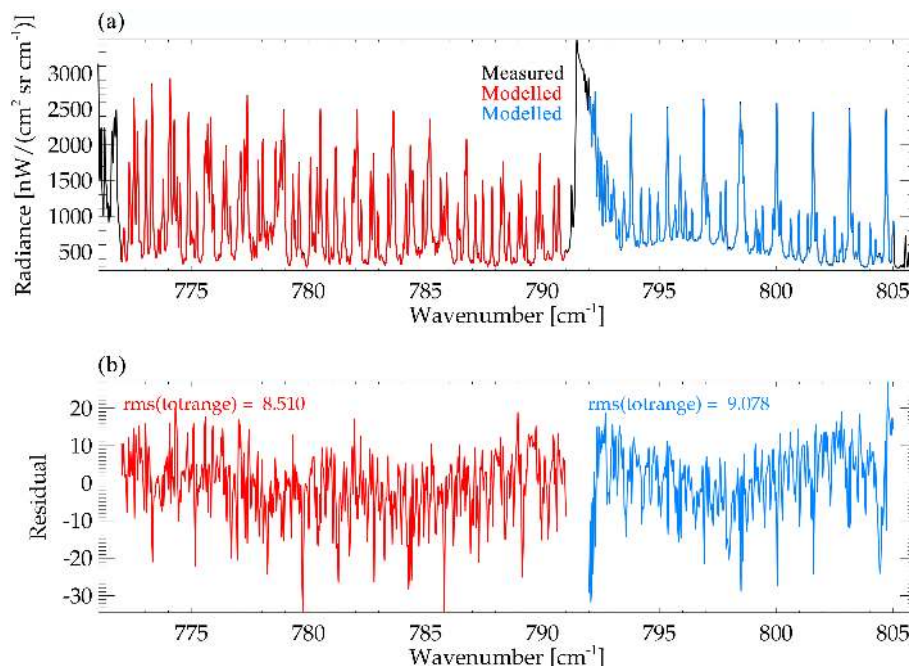 (a)
Radiance [nW/(cm² sr cm⁻¹)]
3000
2500
2000
1500
1000
500
Measured
Modelled
Modelled
775 780 785 790 795 800 805
Wavenumber [cm⁻¹]
(b)
Residual
20
10
0
-10
-20
-30
rms(totrange) = 8.510
rms(totrange) = 9.078
775 780 785 790 795 800 805
Wavenumber [cm⁻¹]